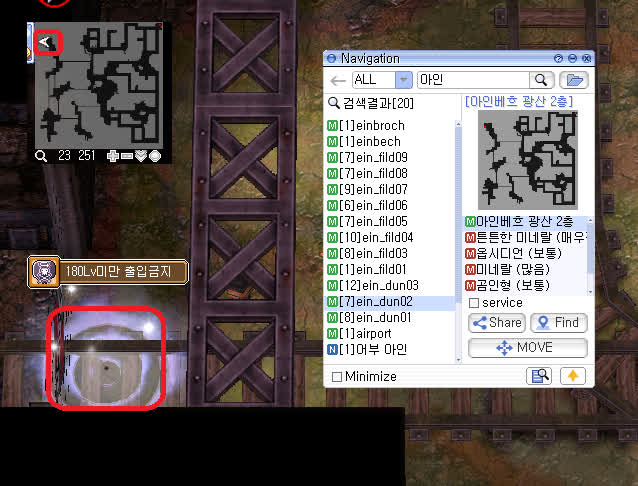 23 251
180Lv미만 출입금지
Navigation
ALL
아인
검색결과[20]
[아인베흐 광산 2층]
M [1]einbroch
M [1]einbech
M [7]ein_fild09
M [7]ein_fild08
M [9]ein_fild07
M [6]ein_fild06
M [7]ein_fild05
M [10]ein_fild04
M [8]ein_fild03
M [1]ein_fild01
M [12]ein_dun03
M [7]ein_dun02
M [8]ein_dun01
M [1]airport
N [1]어부 아인
M 아인베흐 광산 2층
M 튼튼한 미네랄 (매우
M 옵시디언 (보통)
M 미네랄 (많음)
M 곰인형 (보통)
service
Share
Find
MOVE
Minimize